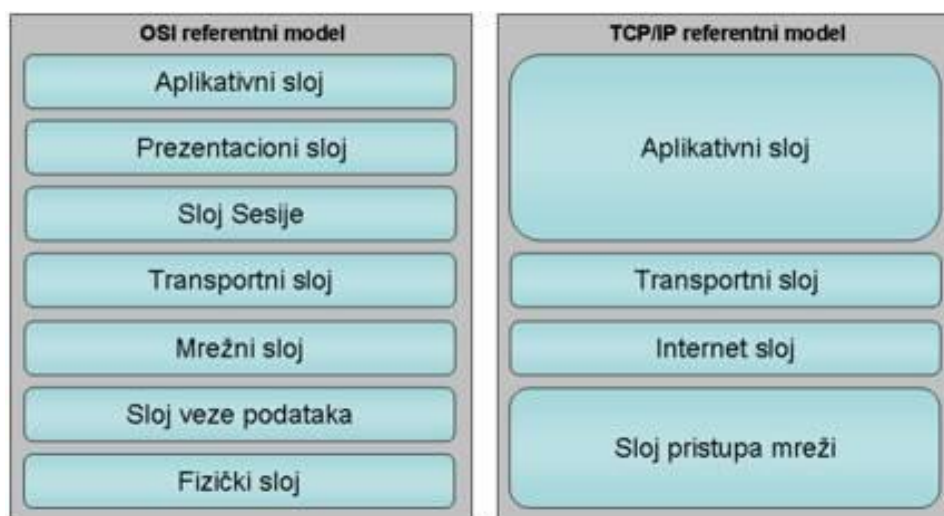 OSI referentni model
Aplikativni sloj
Prezentacioni sloj
Sloj Sesije
Transportni sloj
Mrežni sloj
Sloj veze podataka
Fizički sloj
TCP/IP referentni model
Aplikativni sloj
Transportni sloj
Internet sloj
Sloj pristupa mreži